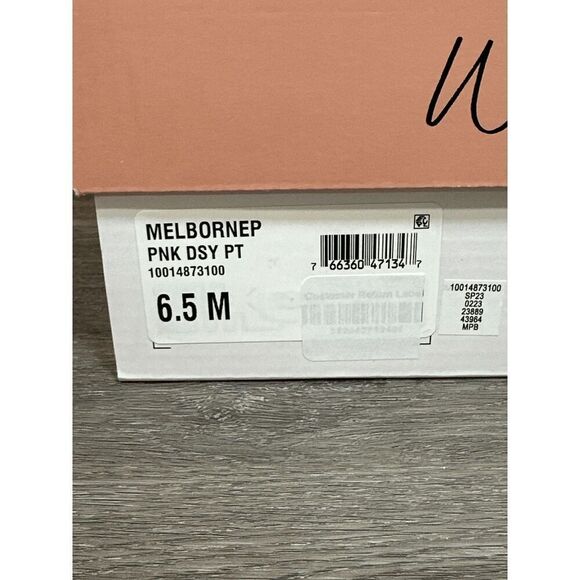 MELBORNEP
PNK DSY PT
10014873100
6.5 M
7 66360 47134 7
Customer Return Label
10014873100
SP23
0223
23889
43964
MPB